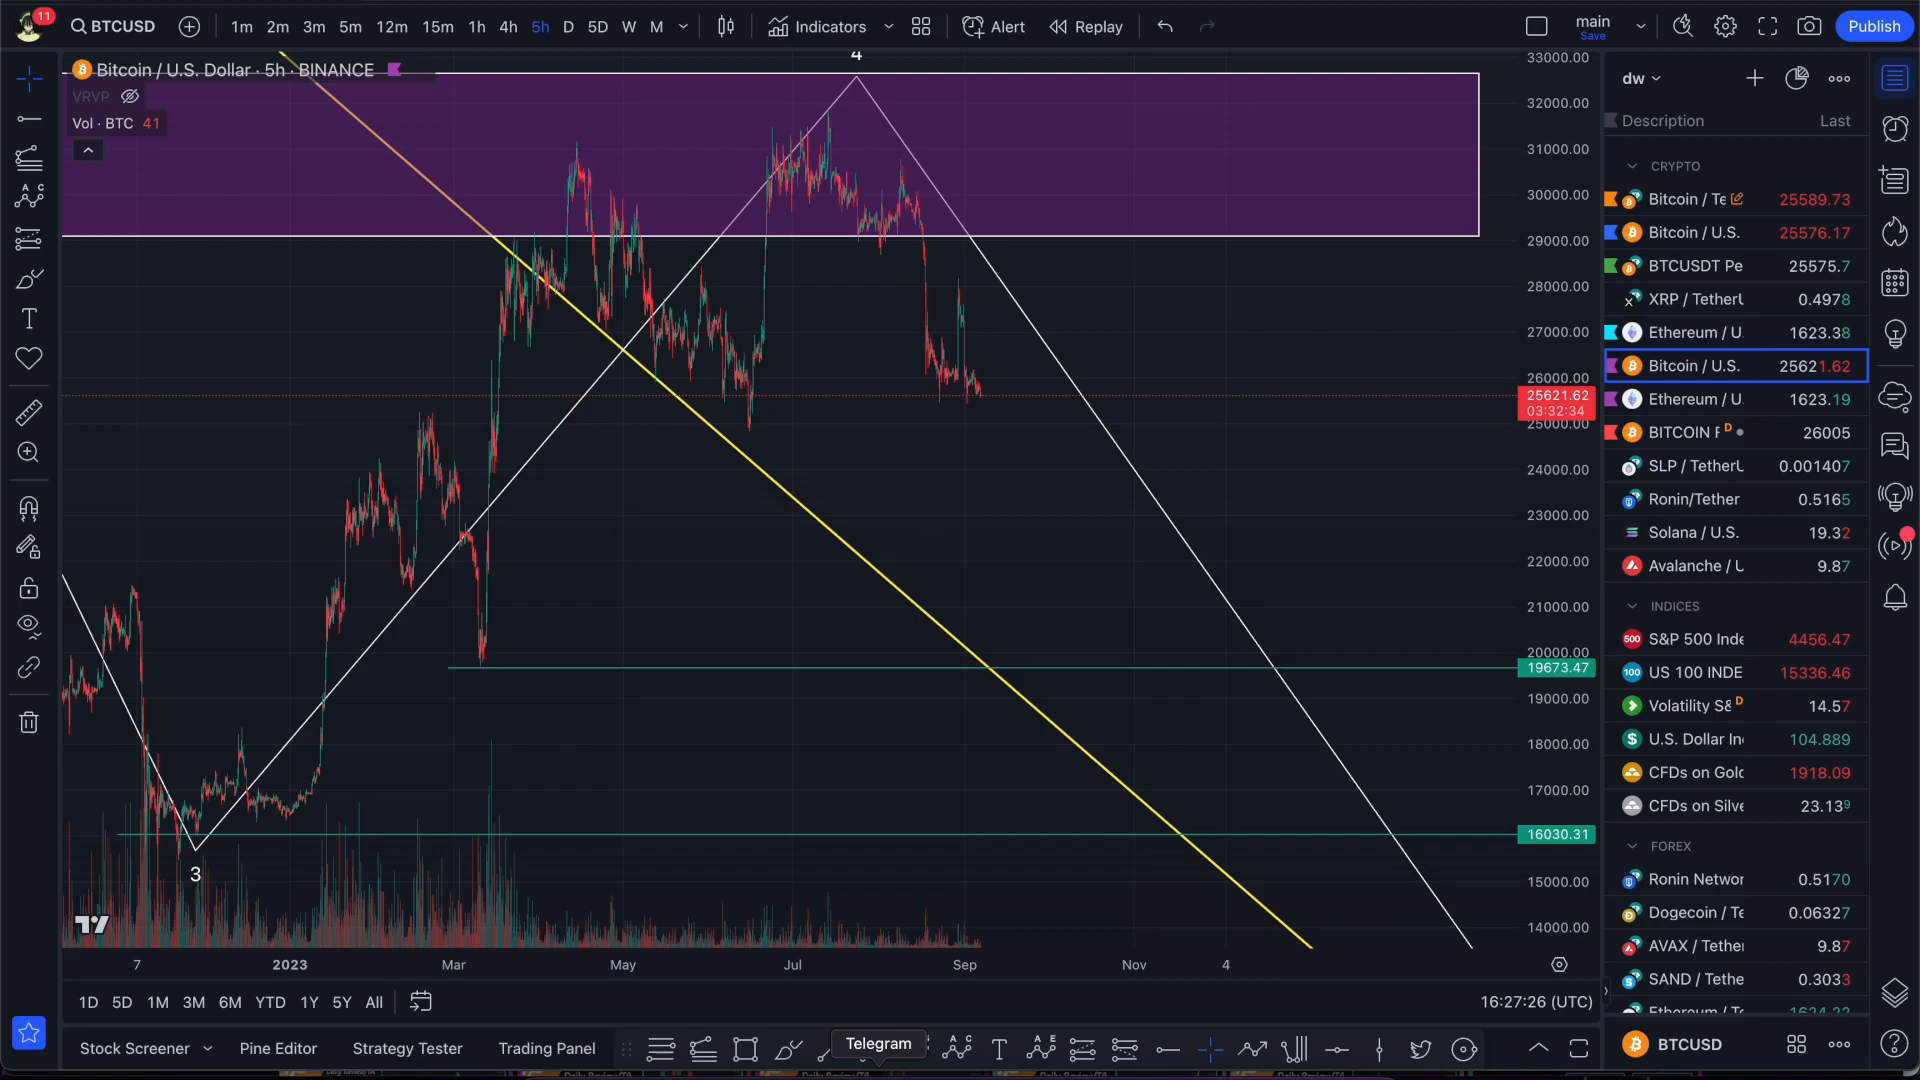 11
BTCUSD
1m 2m 3m 5m 12m 15m 1h 4h 5h D 5D W M
Indicators
Alert
Replay
main
Save
Publish
Bitcoin / U.S. Dollar · 5h · BINANCE
VRVP
Vol · BTC 41
4
3
33000.00
32000.00
31000.00
30000.00
29000.00
28000.00
27000.00
26000.00
25621.62
03:32:34
25000.00
24000.00
23000.00
22000.00
21000.00
20000.00
19673.47
19000.00
18000.00
17000.00
16030.31
15000.00
14000.00
7 2023 Mar May Jul Sep Nov 4
1D 5D 1M 3M 6M YTD 1Y 5Y All
16:27:26 (UTC)
Stock Screener
Pine Editor
Strategy Tester
Trading Panel
Telegram
dw
Description Last
CRYPTO
Bitcoin / Te 25589.73
Bitcoin / U.S. 25576.17
BTCUSDT Pe 25575.7
XRP / TetherU 0.4978
Ethereum / U. 1623.38
Bitcoin / U.S. 25621.62
Ethereum / U. 1623.19
BITCOIN F D 26005
SLP / TetherU 0.001407
Ronin/Tether 0.5165
Solana / U.S. 19.32
Avalanche / U 9.87
INDICES
500 S&P 500 Inde 4456.47
100 US 100 INDE 15336.46
Volatility S& D 14.57
U.S. Dollar In 104.889
CFDs on Gold 1918.09
CFDs on Silve 23.139
FOREX
Ronin Networ 0.5170
Dogecoin / Te 0.06327
AVAX / Tether 9.87
SAND / Tethe 0.3033
Ethereum / Te 1624.22
BTCUSD